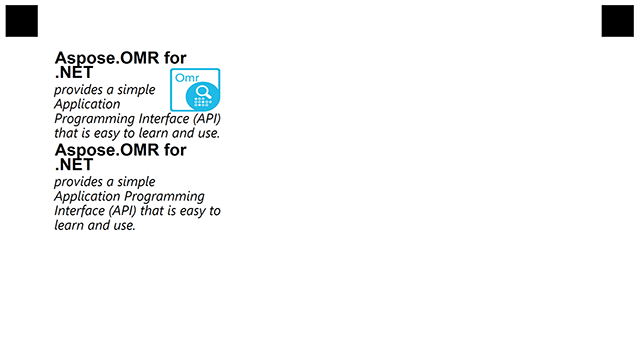 Aspose.OMR for
.NET
Omr
provides a simple
Application
Programming Interface (API)
that is easy to learn and use.
Aspose.OMR for
.NET
provides a simple
Application Programming
Interface (API) that is easy to
learn and use.